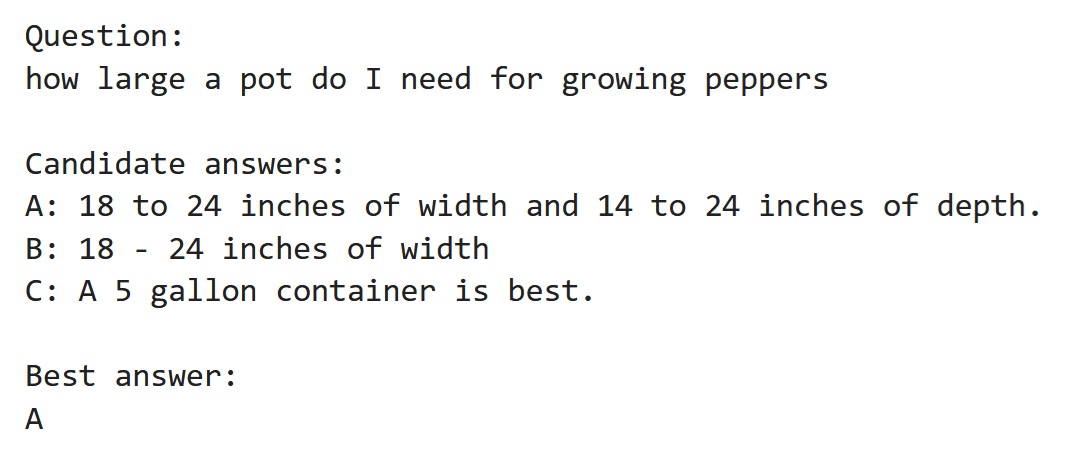 Question:
how large a pot do I need for growing peppers
Candidate answers:
A: 18 to 24 inches of width and 14 to 24 inches of depth.
B: 18 - 24 inches of width
C: A 5 gallon container is best.
Best answer:
A